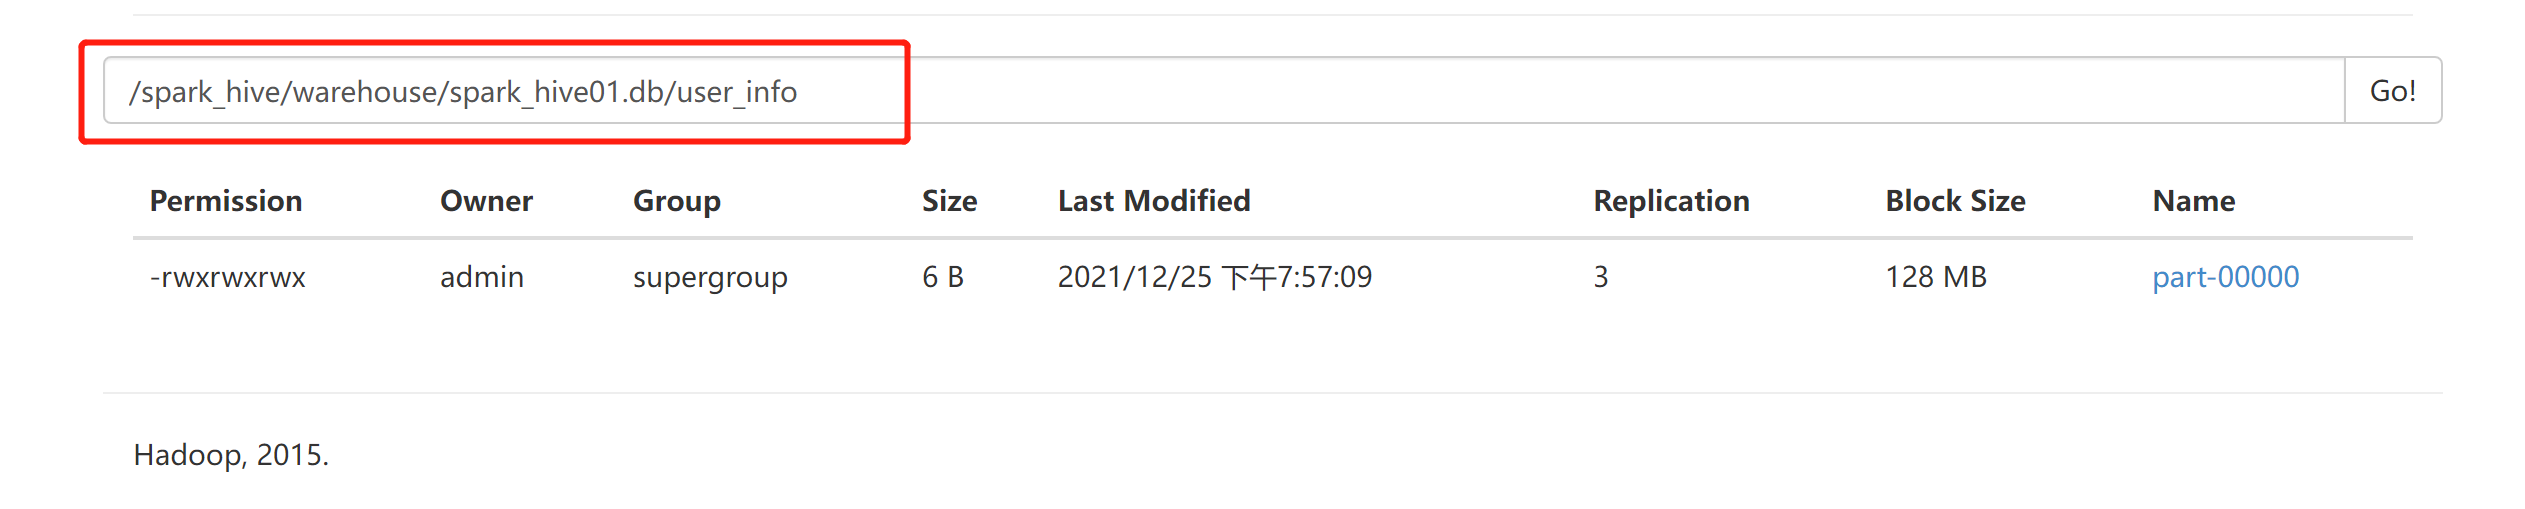 /spark_hive/warehouse/spark_hive01.db/user_info Go!
Permission Owner Group Size Last Modified Replication Block Size Name
-rwxrwxrwx admin supergroup 6 B 2021/12/25 下午7:57:09 3 128 MB part-00000
Hadoop, 2015.